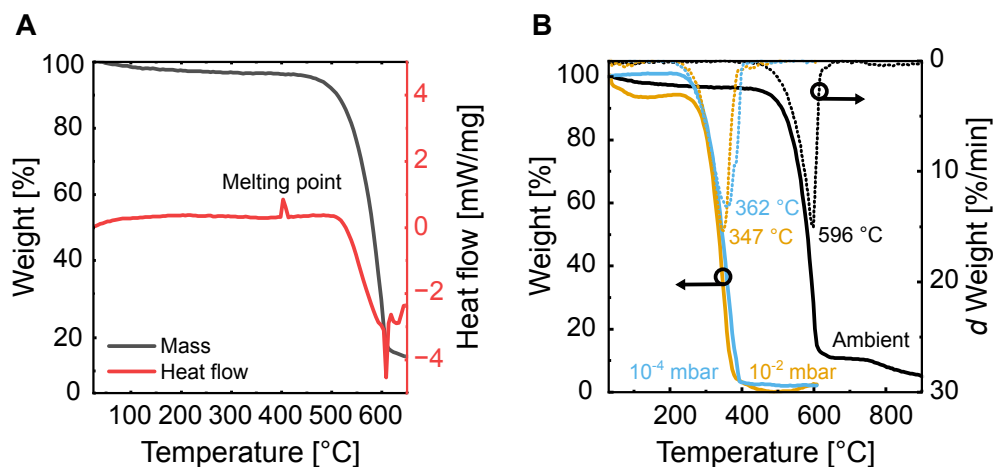 A
Weight [%]
100
80
60
50
40
20
0
Melting point
Mass
Heat flow
4
2
0
−2
−4
Heat flow [mW/mg]
100 200 300 400 500 600
Temperature [°C]
B
Weight [%]
100
80
60
40
20
0
362 °C
347 °C
596 °C
Ambient
10-4 mbar
10-2 mbar
0
10
20
30
d Weight [%/min]
200 400 600 800
Temperature [°C]